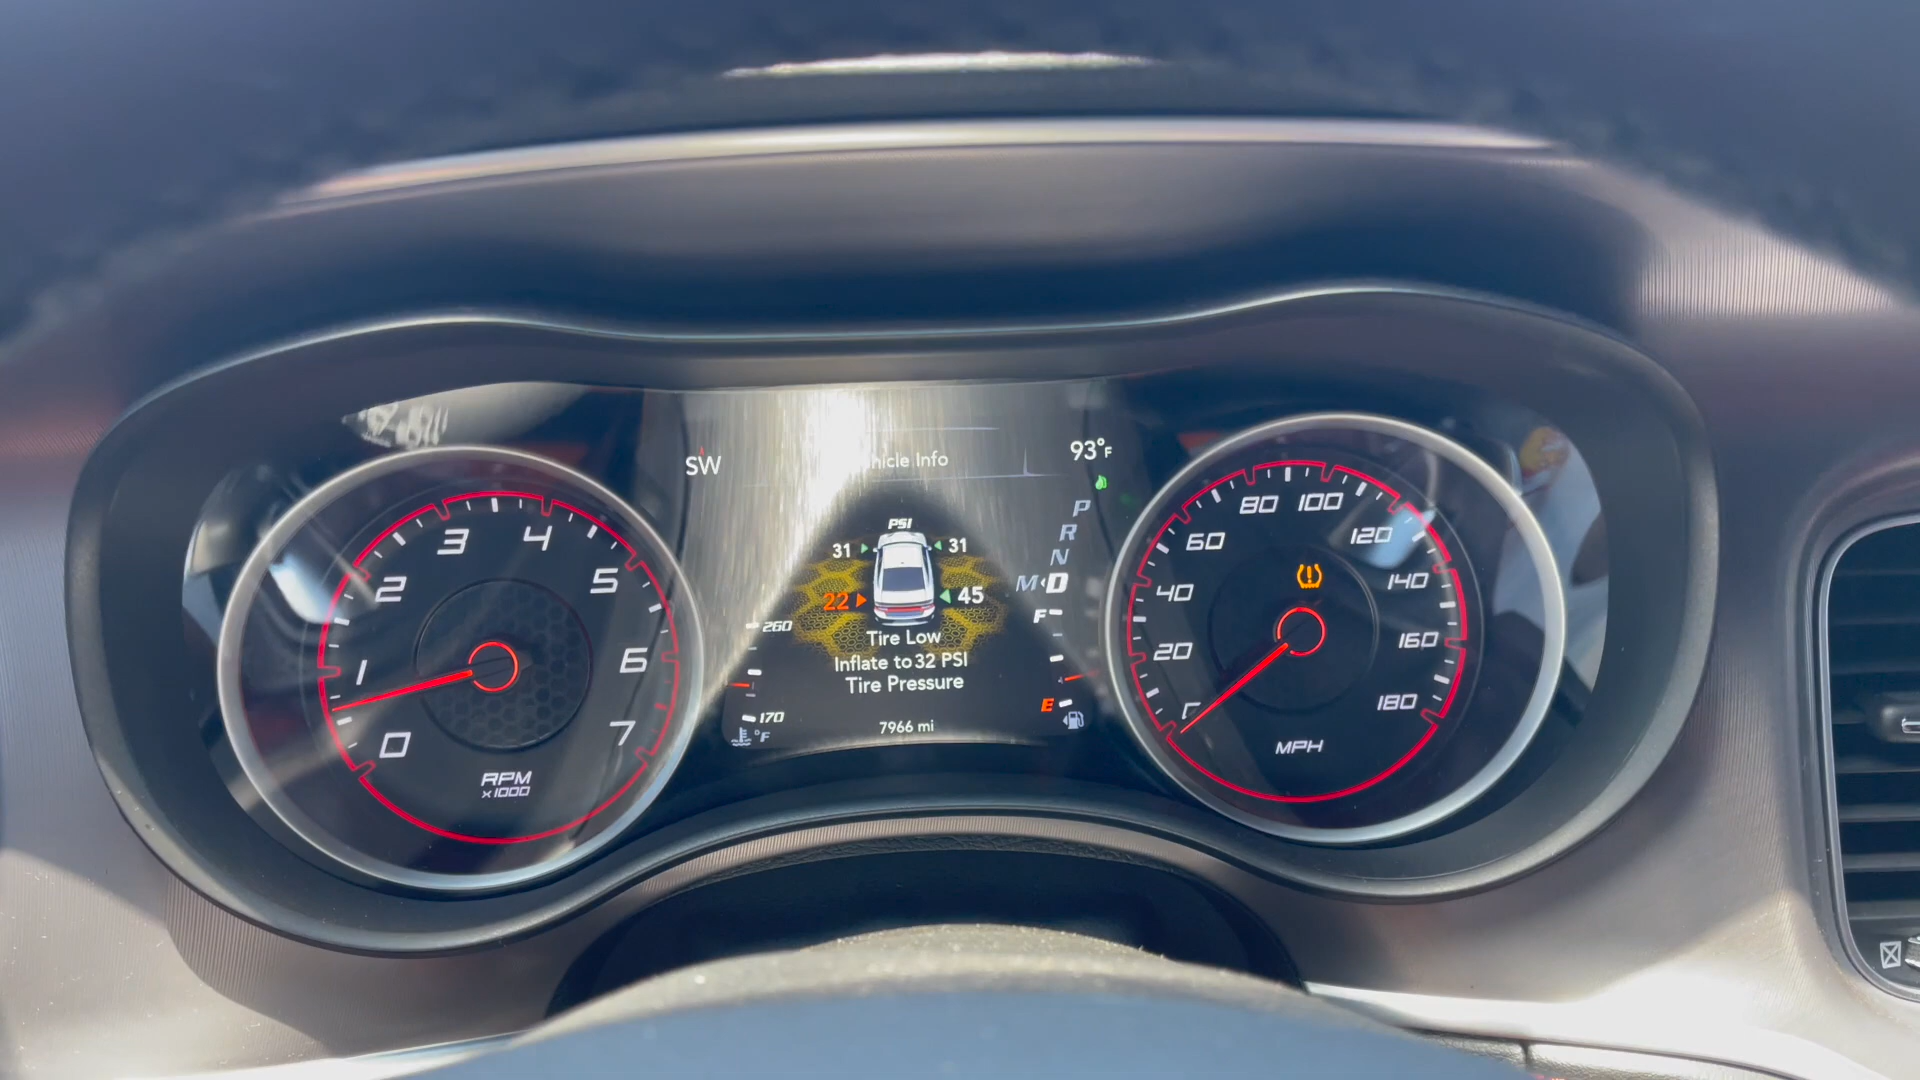 SW
hicle Info
93°F
PSI
31
31
22
45
Tire Low
Inflate to 32 PSI
Tire Pressure
7966 mi
260
170
°F
P
R
N
M D
F
E
0
1
2
3
4
5
6
7
RPM
x1000
20
40
60
80
100
120
140
160
180
MPH